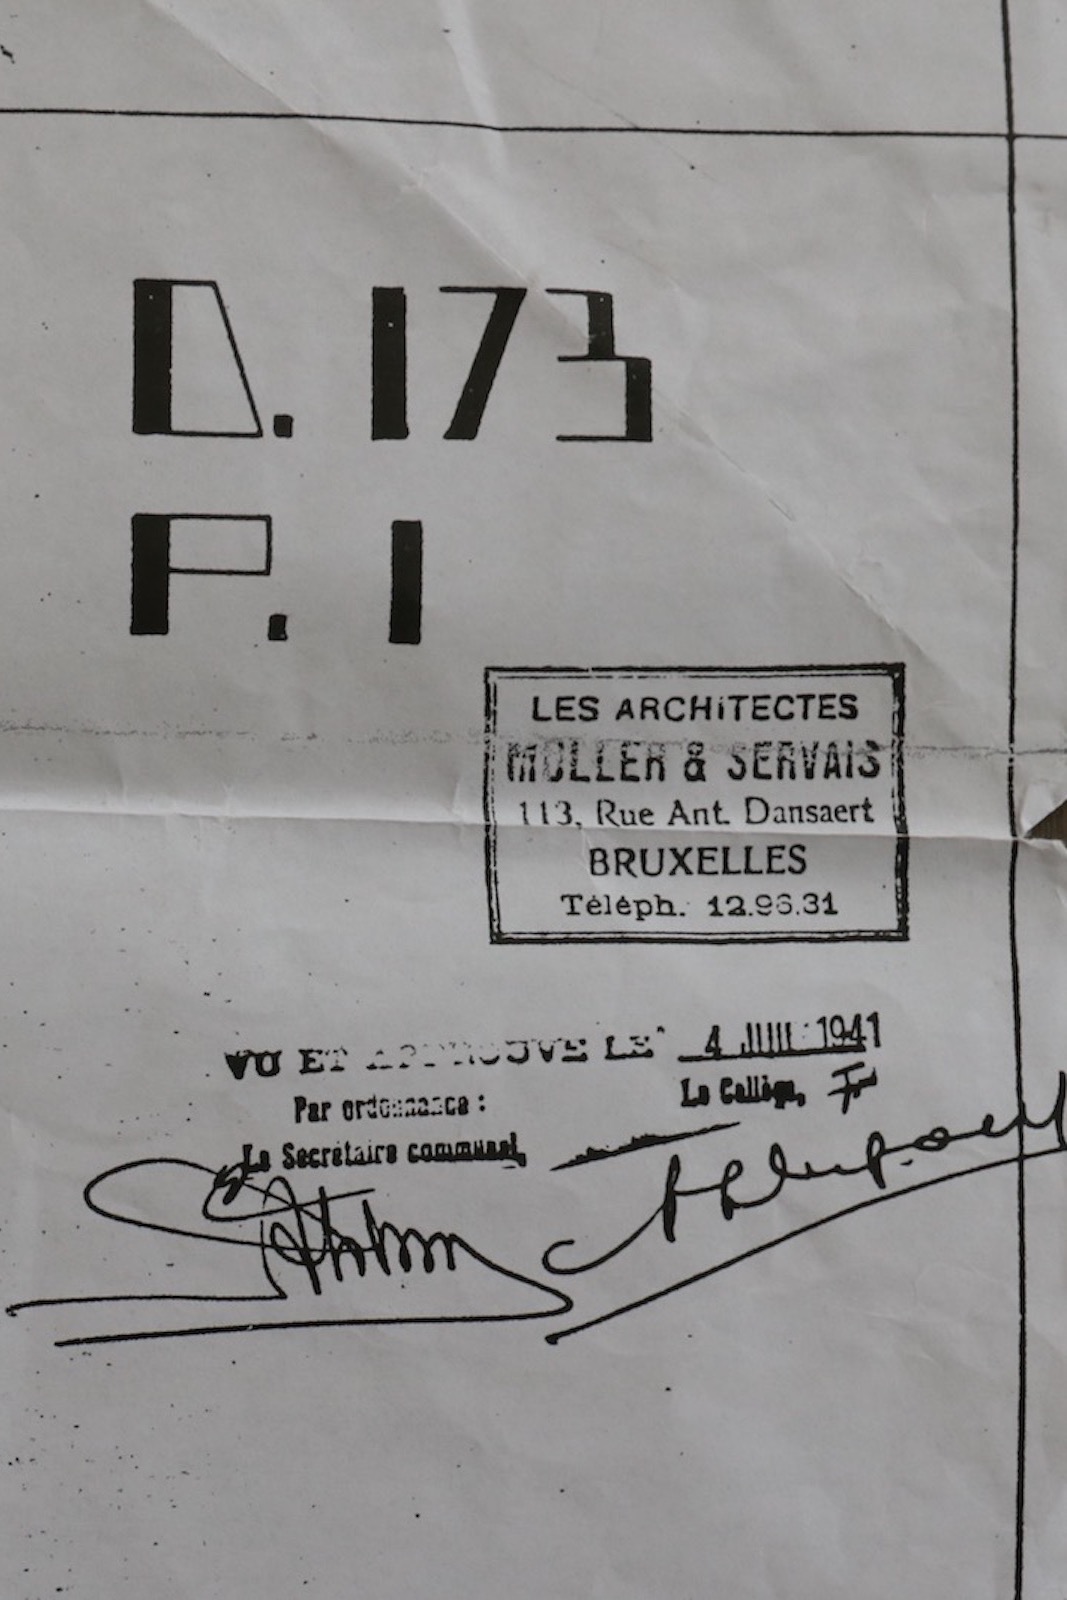 D. 173
P. 1
LES ARCHiTECTES
MOLLER & SERVAIS
113, Rue Ant. Dansaert
BRUXELLES
Téléph. 12.96.31
VU ET APPROUVE LE 4 JUIL 1941
Par ordonnance : Le Collège,
Le Secrétaire communal,